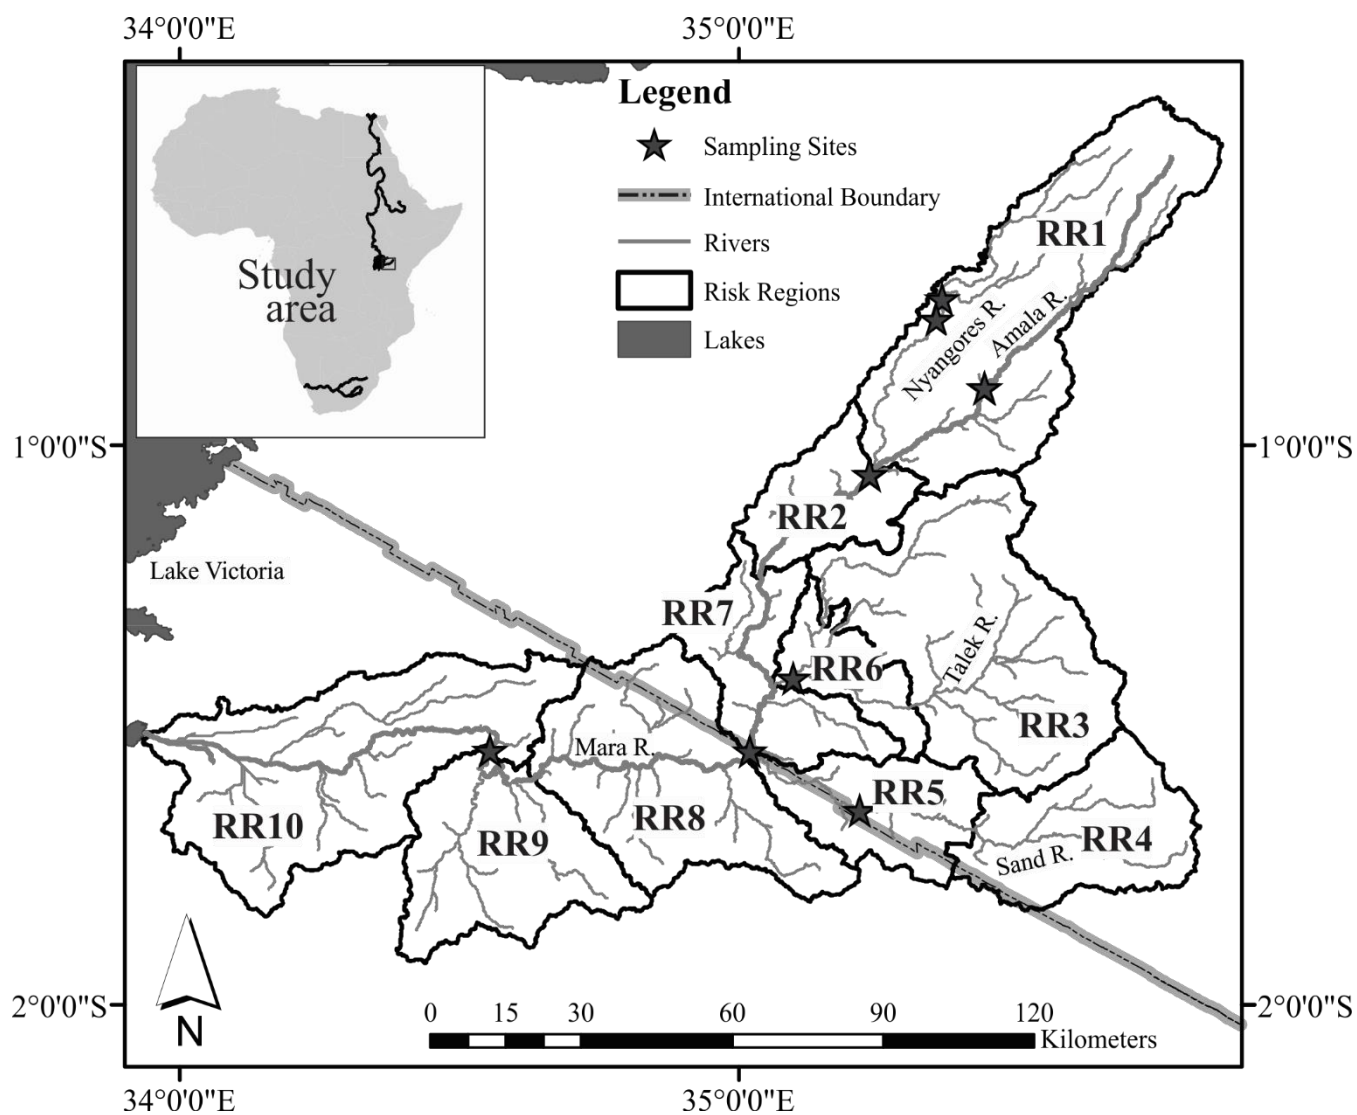 34°0'0"E
35°0'0"E
Legend
Sampling Sites
International Boundary
Rivers
Risk Regions
Lakes
Study
area
RR1
Nyangores R.
Amala R.
1°0'0"S
1°0'0"S
RR2
Lake Victoria
RR7
RR6
Talek R.
RR3
Mara R.
RR5
RR10
RR9
RR8
RR4
Sand R.
2°0'0"S
2°0'0"S
N
0 15 30 60 90 120
Kilometers
34°0'0"E
35°0'0"E